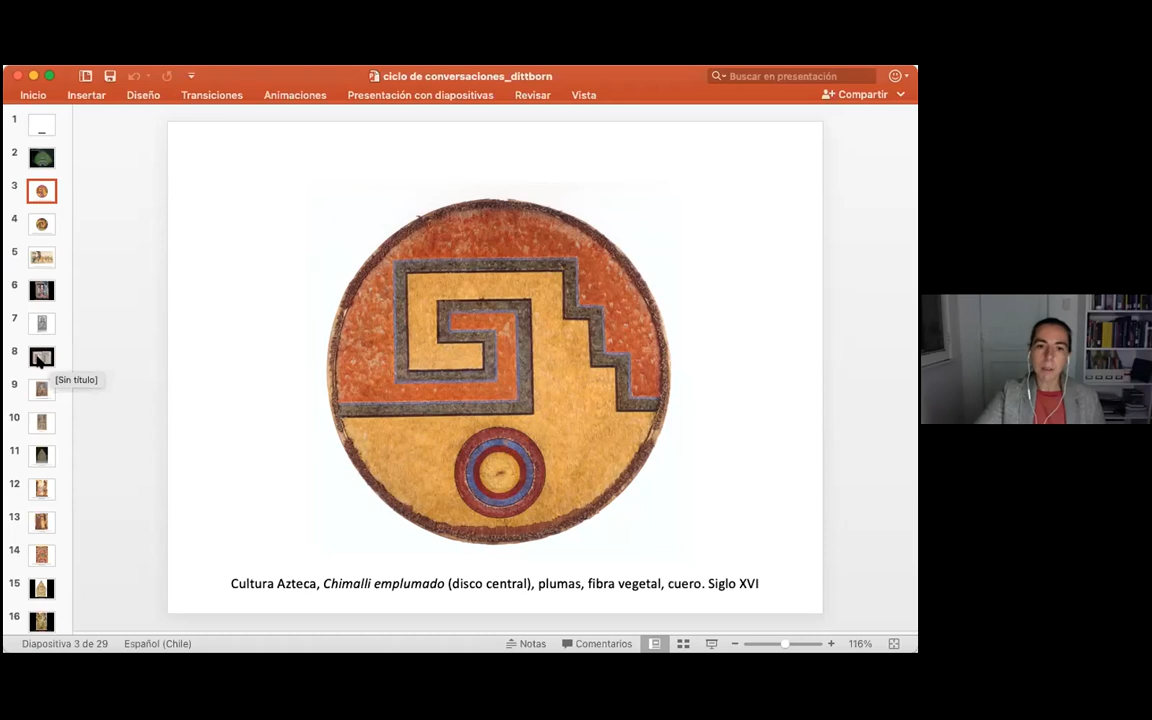 ciclo de conversaciones_dittborn
Buscar en presentación
Inicio Insertar Diseño Transiciones Animaciones Presentación con diapositivas Revisar Vista
Compartir
1
2
3
4
5
6
7
8
[Sin título]
9
10
11
12
13
14
15
16
Cultura Azteca, Chimalli emplumado (disco central), plumas, fibra vegetal, cuero. Siglo XVI
Diapositiva 3 de 29 Español (Chile) Notas Comentarios 116%